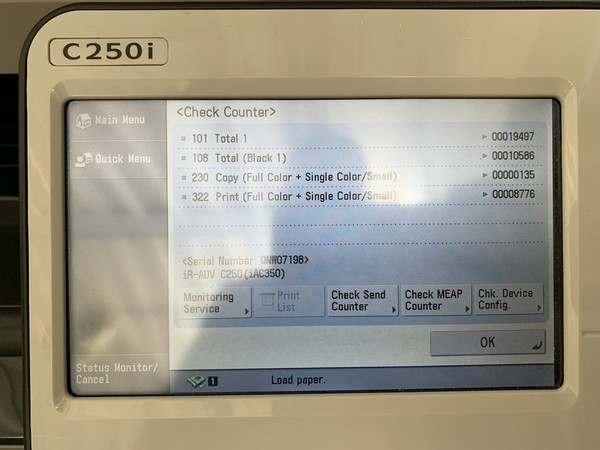 C250i
Main Menu
Quick Menu
Status Monitor/
Cancel
<Check Counter>
101 Total 1 00019497
108 Total (Black 1) 00010586
230 Copy (Full Color + Single Color/Small) 00000135
322 Print (Full Color + Single Color/Small) 00008776
<Serial Number: QNW07198>
iR-ADV C250(iAC350)
Monitoring
Service
Print
List
Check Send
Counter
Check MEAP
Counter
Chk. Device
Config.
OK
1 Load paper.